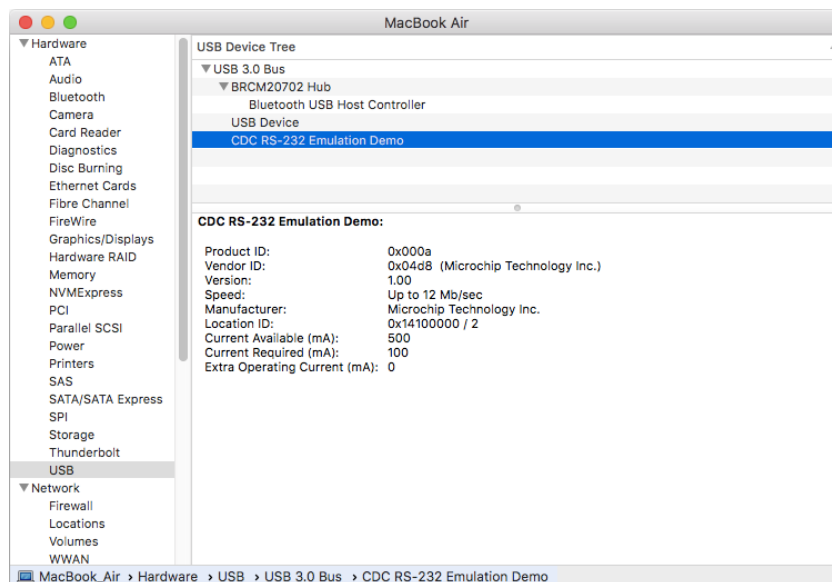 MacBook Air
Hardware
ATA
Audio
Bluetooth
Camera
Card Reader
Diagnostics
Disc Burning
Ethernet Cards
Fibre Channel
FireWire
Graphics/Displays
Hardware RAID
Memory
NVMExpress
PCI
Parallel SCSI
Power
Printers
SAS
SATA/SATA Express
SPI
Storage
Thunderbolt
USB
Network
Firewall
Locations
Volumes
WWAN
USB Device Tree
USB 3.0 Bus
BRCM20702 Hub
Bluetooth USB Host Controller
USB Device
CDC RS-232 Emulation Demo
CDC RS-232 Emulation Demo:
Product ID: 0x000a
Vendor ID: 0x04d8 (Microchip Technology Inc.)
Version: 1.00
Speed: Up to 12 Mb/sec
Manufacturer: Microchip Technology Inc.
Location ID: 0x14100000 / 2
Current Available (mA): 500
Current Required (mA): 100
Extra Operating Current (mA): 0
MacBook_Air › Hardware › USB › USB 3.0 Bus › CDC RS-232 Emulation Demo